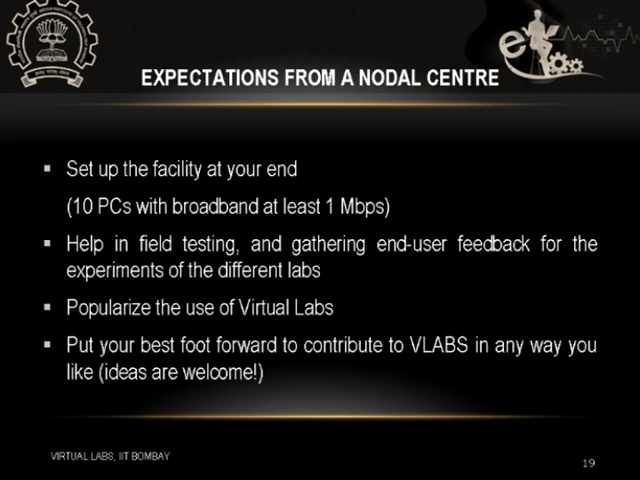 EXPECTATIONS FROM A NODAL CENTRE
▪ Set up the facility at your end
(10 PCs with broadband at least 1 Mbps)
▪ Help in field testing, and gathering end-user feedback for the
experiments of the different labs
▪ Popularize the use of Virtual Labs
▪ Put your best foot forward to contribute to VLABS in any way you
like (ideas are welcome!)
VIRTUAL LABS, IIT BOMBAY
19